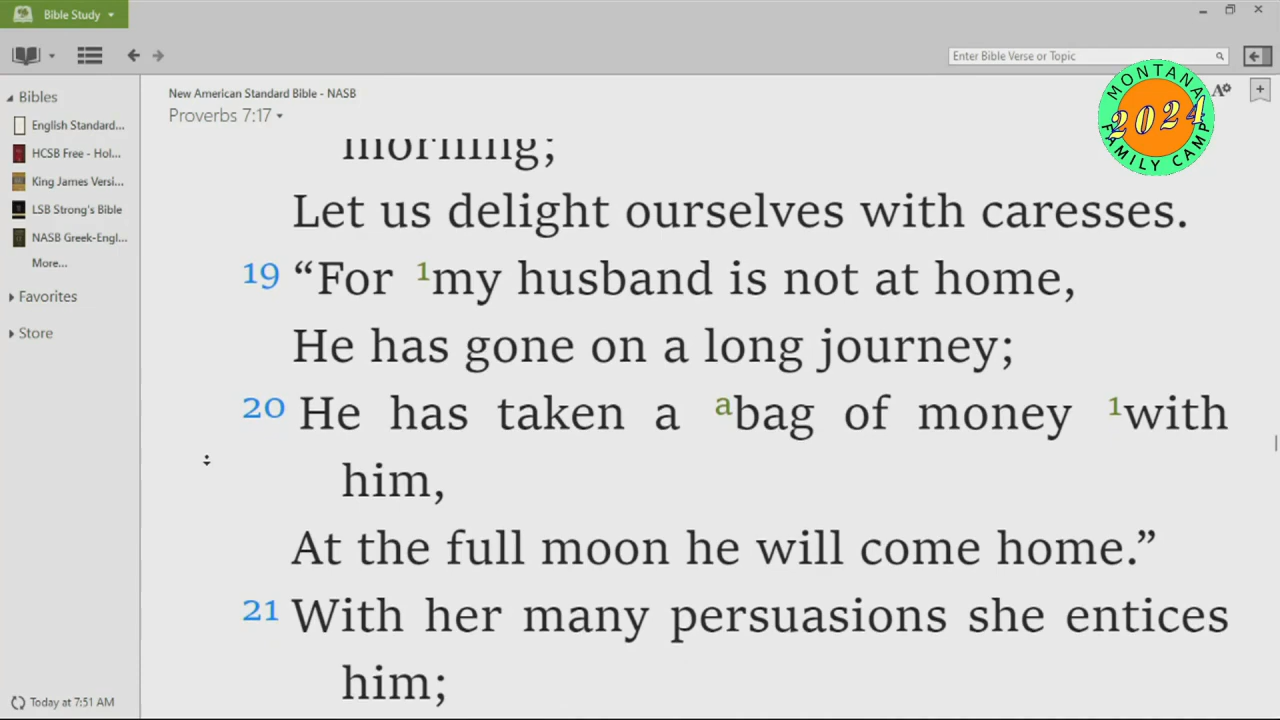 Bible Study
Enter Bible Verse or Topic
MONTANA
2024
FAMILY CAMP
Bibles
English Standard...
HCSB Free - Hol...
King James Versi...
LSB Strong's Bible
NASB Greek-Engl...
More...
Favorites
Store
Today at 7:51 AM
New American Standard Bible - NASB
Proverbs 7:17
morning;
Let us delight ourselves with caresses.
19 “For 1my husband is not at home,
He has gone on a long journey;
20 He has taken a abag of money 1with
him,
At the full moon he will come home.”
21 With her many persuasions she entices
him;